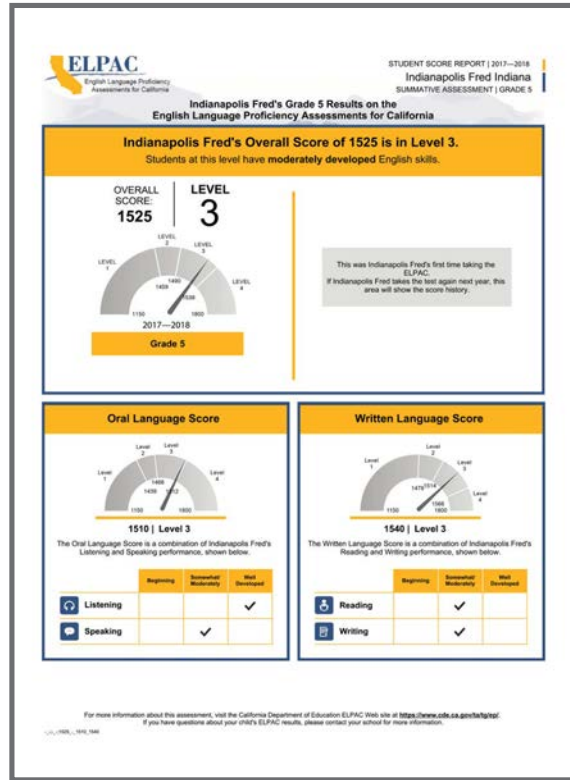 ELPAC
English Language Proficiency
Assessments for California
STUDENT SCORE REPORT | 2017—2018
Indianapolis Fred Indiana
SUMMATIVE ASSESSMENT | GRADE 5
Indianapolis Fred's Grade 5 Results on the
English Language Proficiency Assessments for California
Indianapolis Fred's Overall Score of 1525 is in Level 3.
Students at this level have moderately developed English skills.
OVERALL
SCORE:
1525
LEVEL
3
LEVEL
1
LEVEL
2
LEVEL
3
LEVEL
4
1459
1150
1800
2017—2018
Grade 5
This was Indianapolis Fred's first time taking the
ELPAC.
If Indianapolis Fred takes the test again next year, this
area will show the score history.
Oral Language Score
Level
1
Level
2
Level
3
Level
4
1150
1800
1510 | Level 3
The Oral Language Score is a combination of Indianapolis Fred's
Listening and Speaking performance, shown below.
Beginning
Somewhat/
Moderately
Well
Developed
Listening
Speaking
Written Language Score
Level
1
Level
2
Level
3
Level
4
1514
1150
1800
1540 | Level 3
The Written Language Score is a combination of Indianapolis Fred's
Reading and Writing performance, shown below.
Beginning
Somewhat/
Moderately
Well
Developed
Reading
Writing
For more information about this assessment, visit the California Department of Education ELPAC Web site at https://www.cde.ca.gov/ta/tg/ep/.
If you have questions about your child's ELPAC results, please contact your school for more information.